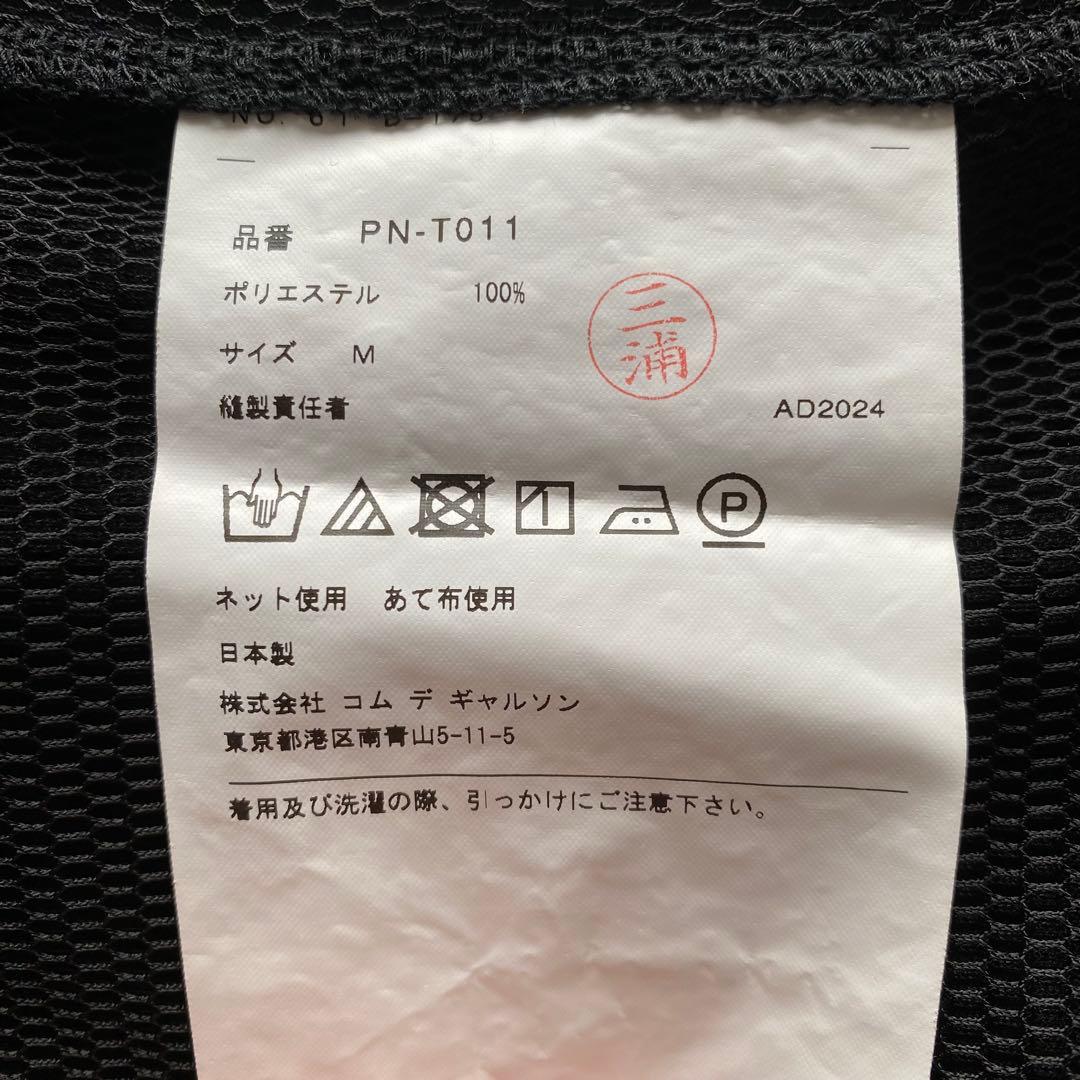 品番 PN-T011
ポリエステル 100%
三浦
サイズ M
縫製責任者 AD2024
P
ネット使用 あて布使用
日本製
株式会社 コム デ ギャルソン
東京都港区南青山5-11-5
着用及び洗濯の際、引っかけにご注意下さい。